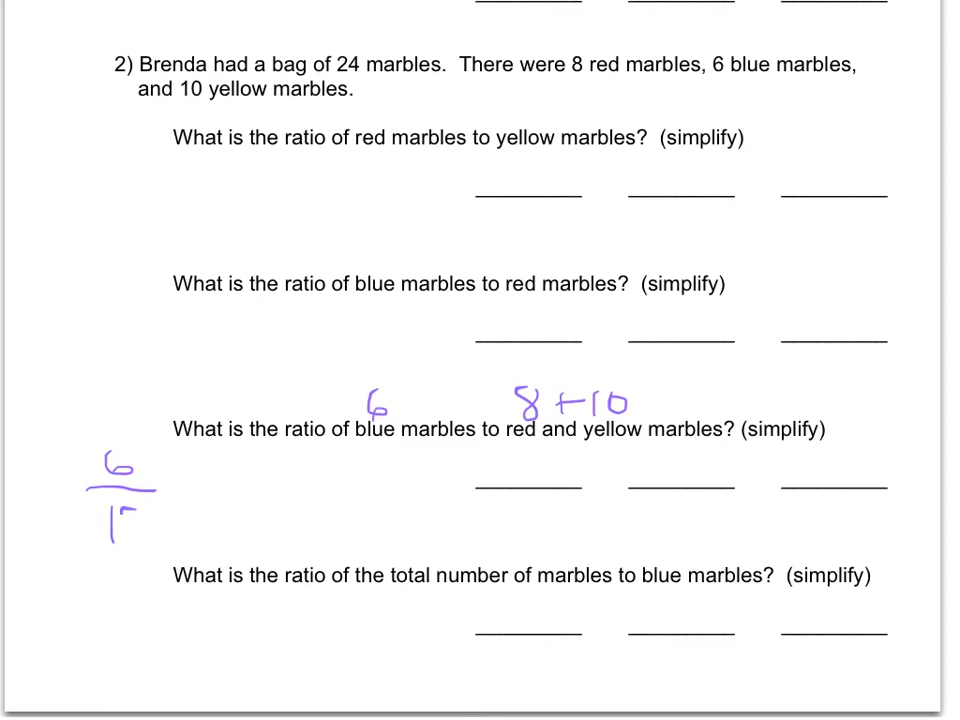 2) Brenda had a bag of 24 marbles. There were 8 red marbles, 6 blue marbles,
and 10 yellow marbles.
What is the ratio of red marbles to yellow marbles? (simplify)
What is the ratio of blue marbles to red marbles? (simplify)
6 8 + 10
What is the ratio of blue marbles to red and yellow marbles? (simplify)
6
What is the ratio of the total number of marbles to blue marbles? (simplify)